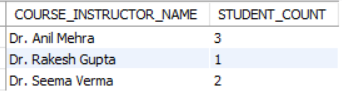 COURSE_INSTRUCTOR_NAME STUDENT_COUNT
Dr. Anil Mehra 3
Dr. Rakesh Gupta 1
Dr. Seema Verma 2